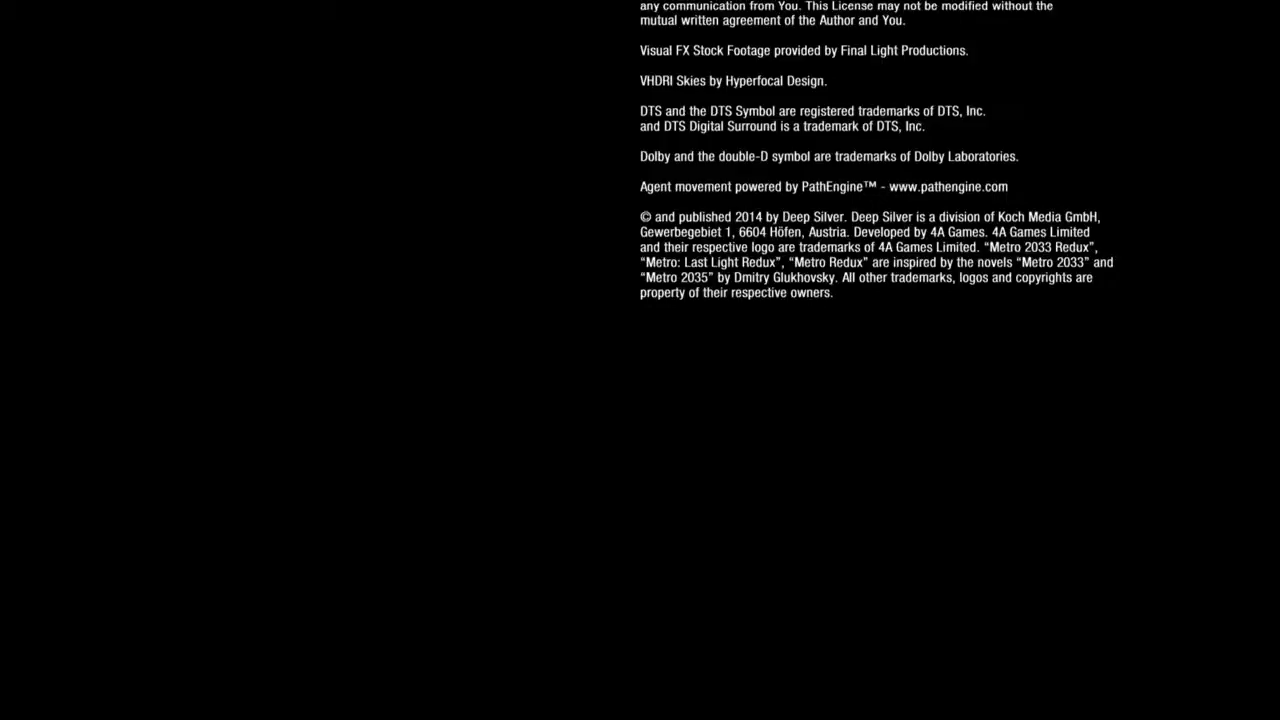 any communication from You. This License may not be modified without the
mutual written agreement of the Author and You.
Visual FX Stock Footage provided by Final Light Productions.
VHDRI Skies by Hyperfocal Design.
DTS and the DTS Symbol are registered trademarks of DTS, Inc.
and DTS Digital Surround is a trademark of DTS, Inc.
Dolby and the double-D symbol are trademarks of Dolby Laboratories.
Agent movement powered by PathEngine™ - www.pathengine.com
© and published 2014 by Deep Silver. Deep Silver is a division of Koch Media GmbH,
Gewerbegebiet 1, 6604 Höfen, Austria. Developed by 4A Games. 4A Games Limited
and their respective logo are trademarks of 4A Games Limited. “Metro 2033 Redux”,
“Metro: Last Light Redux”, “Metro Redux” are inspired by the novels “Metro 2033” and
“Metro 2035” by Dmitry Glukhovsky. All other trademarks, logos and copyrights are
property of their respective owners.